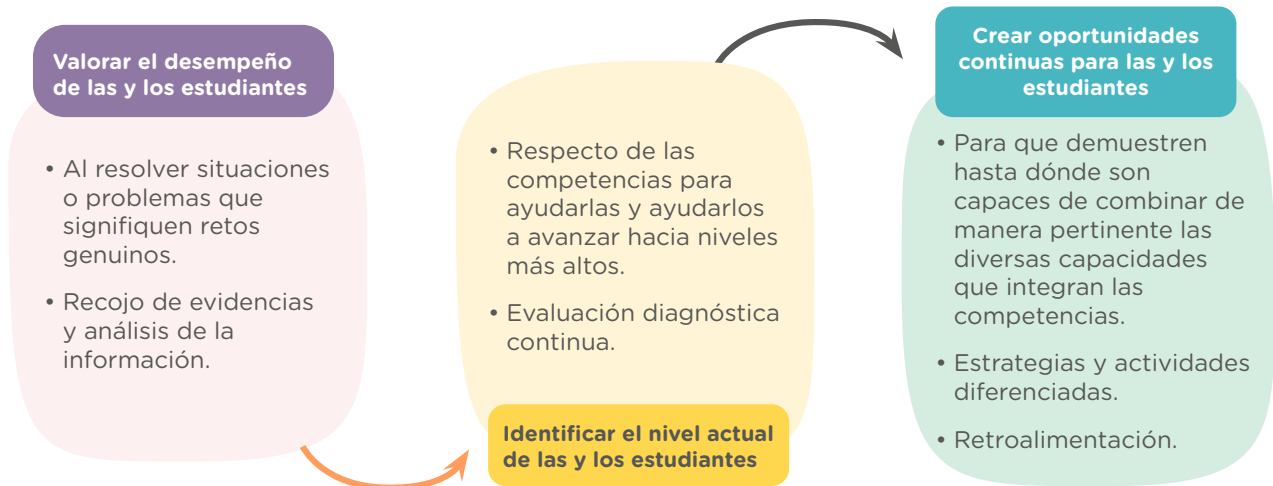 Valorar el desempeño
de las y los estudiantes
• Al resolver situaciones
o problemas que
signifiquen retos
genuinos.
• Recojo de evidencias
y análisis de la
información.
• Respecto de las
competencias para
ayudarlas y ayudarlos
a avanzar hacia niveles
más altos.
• Evaluación diagnóstica
continua.
Identificar el nivel actual
de las y los estudiantes
Crear oportunidades
continuas para las y los
estudiantes
• Para que demuestren
hasta dónde son
capaces de combinar de
manera pertinente las
diversas capacidades
que integran las
competencias.
• Estrategias y actividades
diferenciadas.
• Retroalimentación.